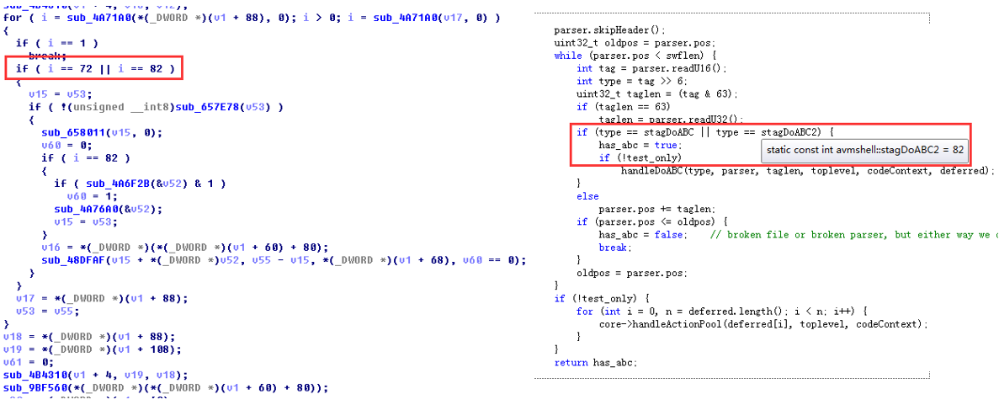 for ( i = sub_4A71A0(*(_DWORD *)(v1 + 88), 0); i > 0; i = sub_4A71A0(v17, 0) )
{
if ( i == 1 )
break;
if ( i == 72 || i == 82 )
{
v15 = v53;
if ( !(unsigned __int8)sub_657E78(v53) )
{
sub_658011(v15, 0);
v60 = 0;
if ( i == 82 )
{
if ( sub_4A6F2B(&v52) & 1 )
v60 = 1;
sub_4A76A0(&v52);
v15 = v53;
}
v16 = *(_DWORD *)(*(_DWORD *)(v1 + 60) + 80);
sub_48DFAF(v15 + *(_DWORD *)v52, v55 - v15, *(_DWORD *)(v1 + 68), v60 == 0);
}
}
v17 = *(_DWORD *)(v1 + 88);
v53 = v55;
}
v18 = *(_DWORD *)(v1 + 88);
v19 = *(_DWORD *)(v1 + 108);
v61 = 0;
sub_4B4310(v1 + 4, v19, v18);
sub_9BF560(*(_DWORD *)(*(_DWORD *)(v1 + 60) + 80));
parser.skipHeader();
uint32_t oldpos = parser.pos;
while (parser.pos < swflen) {
int tag = parser.readU16();
int type = tag >> 6;
uint32_t taglen = (tag & 63);
if (taglen == 63)
taglen = parser.readU32();
if (type == stagDoABC || type == stagDoABC2) {
has_abc = true;
static const int avmshell::stagDoABC2 = 82
if (!test_only)
handleDoABC(type, parser, taglen, toplevel, codeContext, deferred);
}
else
parser.pos += taglen;
if (parser.pos <= oldpos) {
has_abc = false; // broken file or broken parser, but either way we
break;
}
oldpos = parser.pos;
}
if (!test_only) {
for (int i = 0, n = deferred.length(); i < n; i++) {
core->handleActionPool(deferred[i], toplevel, codeContext);
}
}
return has_abc;